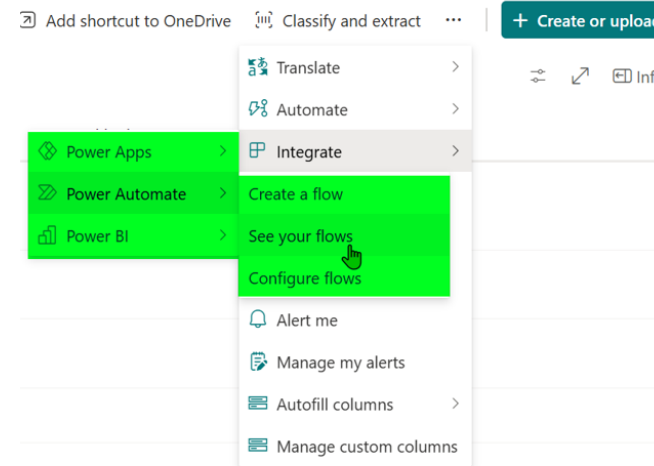 Add shortcut to OneDrive
Classify and extract
+ Create or upload
Inf
Translate
Automate
Integrate
Power Apps
Power Automate
Power BI
Create a flow
See your flows
Configure flows
Alert me
Manage my alerts
Autofill columns
Manage custom columns